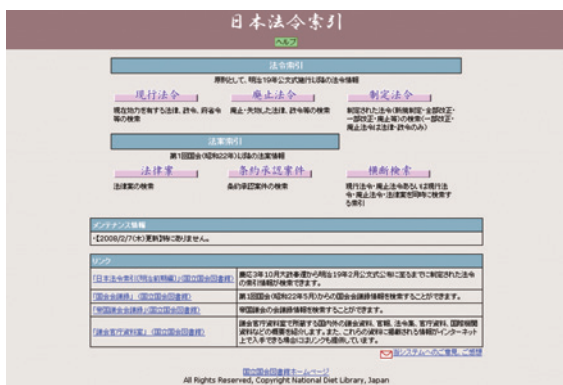 日本法令索引
ヘルプ
法令索引
原則として、明治19年公文式施行以降の法令情報
現行法令
廃止法令
制定法令
現在効力を有する法律、政令、府省令
等の検索
廃止・失効した法律、政令等の検索
制定された法令(新規制定・全部改正・
一部改正・廃止等)の検索(一部改正・
廃止法令は法律・政令のみ)
法案索引
第1回国会(昭和22年)以降の法案情報
法律案
条約承認案件
横断検索
法律案の検索
条約承認案件の検索
現行法令・廃止法令あるいは現行法
令・廃止法令・法律案を同時に検索す
る索引
メンテナンス情報
・【2008/2/7(木)更新】特にありません。
リンク
「日本法令索引〔明治前期編〕」(国立国会図書館)
慶応3年10月大政奉還から明治19年2月公文式公布に至るまでに制定された法令
の索引情報が検索できます。
「国会会議録」(国立国会図書館)
第1回国会(昭和22年5月)からの国会会議録情報を検索することができます。
「帝国議会会議録」(国立国会図書館)
帝国議会の会議録情報を検索することができます。
「議会官庁資料室」(国立国会図書館)
議会官庁資料室で所蔵する国内外の議会資料、官報、法令集、官庁資料、国際機関
資料などの概要を紹介します。また、これらの資料に掲載される情報がインターネット
上で入手できる場合にはリンクも提供しています。
当システムへのご意見、ご感想
国立国会図書館ホームページ
All Rights Reserved, Copyright National Diet Library, Japan